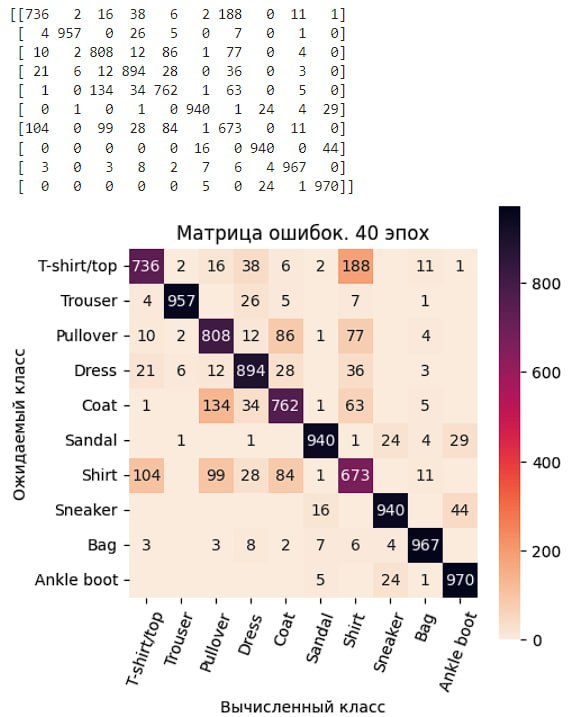 [[736 2 16 38 6 2 188 0 11 1]
[ 4 957 0 26 5 0 7 0 1 0]
[ 10 2 808 12 86 1 77 0 4 0]
[ 21 6 12 894 28 0 36 0 3 0]
[ 1 0 134 34 762 1 63 0 5 0]
[ 0 1 0 1 0 940 1 24 4 29]
[104 0 99 28 84 1 673 0 11 0]
[ 0 0 0 0 0 16 0 940 0 44]
[ 3 0 3 8 2 7 6 4 967 0]
[ 0 0 0 0 0 5 0 24 1 970]]
Матрица ошибок. 40 эпох
T-shirt/top 736 2 16 38 6 2 188 11 1
Trouser 4 957 26 5 7 1
Pullover 10 2 808 12 86 1 77 4
Dress 21 6 12 894 28 36 3
Coat 1 134 34 762 1 63 5
Sandal 1 1 940 1 24 4 29
Shirt 104 99 28 84 1 673 11
Sneaker 16 940 44
Bag 3 3 8 2 7 6 4 967
Ankle boot 5 24 1 970
Ожидаемый класс
T-shirt/top Trouser Pullover Dress Coat Sandal Shirt Sneaker Bag Ankle boot
Вычисленный класс
800
600
400
200
0